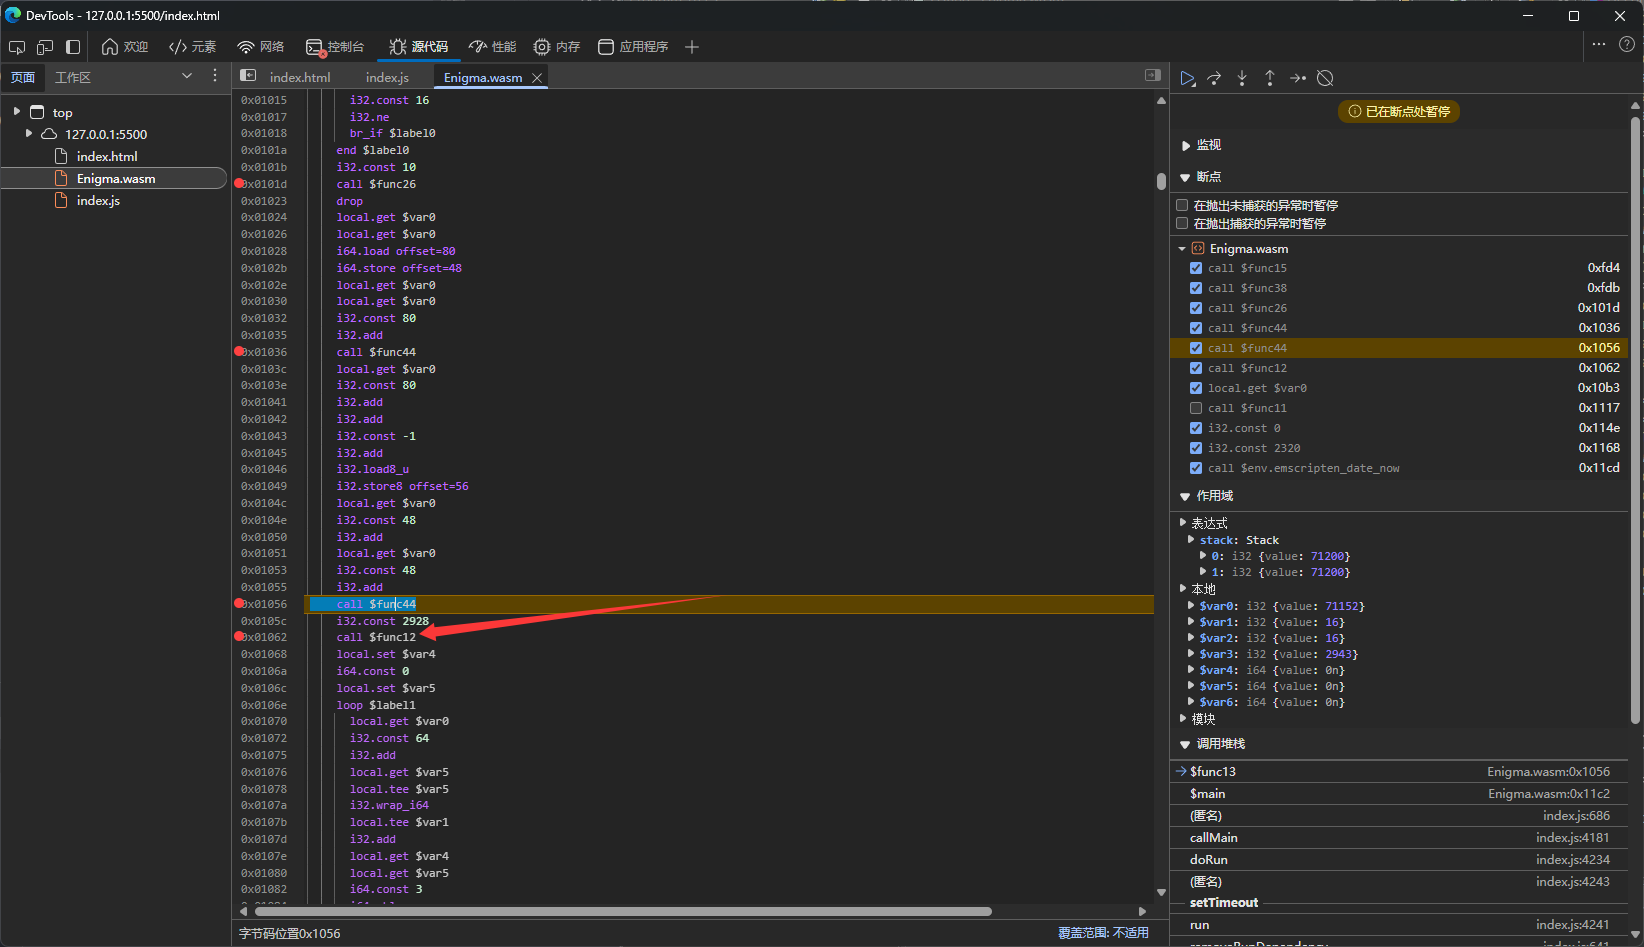 DevTools - 127.0.0.1:5500/index.html
欢迎 元素 网络 控制台 源代码 性能 内存 应用程序
页面 工作区
top
127.0.0.1:5500
index.html
Enigma.wasm
index.js
index.html index.js Enigma.wasm
0x01015 i32.const 16
0x01017 i32.ne
0x01018 br_if $label0
0x0101a end $label0
0x0101b i32.const 10
0x0101d call $func26
0x01023 drop
0x01024 local.get $var0
0x01026 local.get $var0
0x01028 i64.load offset=80
0x0102b i64.store offset=48
0x0102e local.get $var0
0x01030 local.get $var0
0x01032 i32.const 80
0x01035 i32.add
0x01036 call $func44
0x0103c local.get $var0
0x0103e i32.const 80
0x01041 i32.add
0x01042 i32.add
0x01043 i32.const -1
0x01045 i32.add
0x01046 i32.load8_u
0x01049 i32.store8 offset=56
0x0104c local.get $var0
0x0104e i32.const 48
0x01050 i32.add
0x01051 local.get $var0
0x01053 i32.const 48
0x01055 i32.add
0x01056 call $func44
0x0105c i32.const 2928
0x01062 call $func12
0x01068 local.set $var4
0x0106a i64.const 0
0x0106c local.set $var5
0x0106e loop $label1
0x01070 local.get $var0
0x01072 i32.const 64
0x01075 i32.add
0x01076 local.get $var5
0x01078 local.tee $var5
0x0107a i32.wrap_i64
0x0107b local.tee $var1
0x0107d i32.add
0x0107e local.get $var4
0x01080 local.get $var5
0x01082 i64.const 3
字节码位置0x1056
覆盖范围: 不适用
已在断点处暂停
监视
断点
在抛出未捕获的异常时暂停
在抛出捕获的异常时暂停
Enigma.wasm
call $func15 0xfd4
call $func38 0xfdb
call $func26 0x101d
call $func44 0x1036
call $func44 0x1056
call $func12 0x1062
local.get $var0 0x10b3
call $func11 0x1117
i32.const 0 0x114e
i32.const 2320 0x1168
call $env.emscripten_date_now 0x11cd
作用域
表达式
stack: Stack
0: i32 {value: 71200}
1: i32 {value: 71200}
本地
$var0: i32 {value: 71152}
$var1: i32 {value: 16}
$var2: i32 {value: 16}
$var3: i32 {value: 2943}
$var4: i64 {value: 0n}
$var5: i64 {value: 0n}
$var6: i64 {value: 0n}
模块
调用堆栈
$func13 Enigma.wasm:0x1056
$main Enigma.wasm:0x11c2
(匿名) index.js:686
callMain index.js:4181
doRun index.js:4234
(匿名) index.js:4243
setTimeout
run index.js:4241